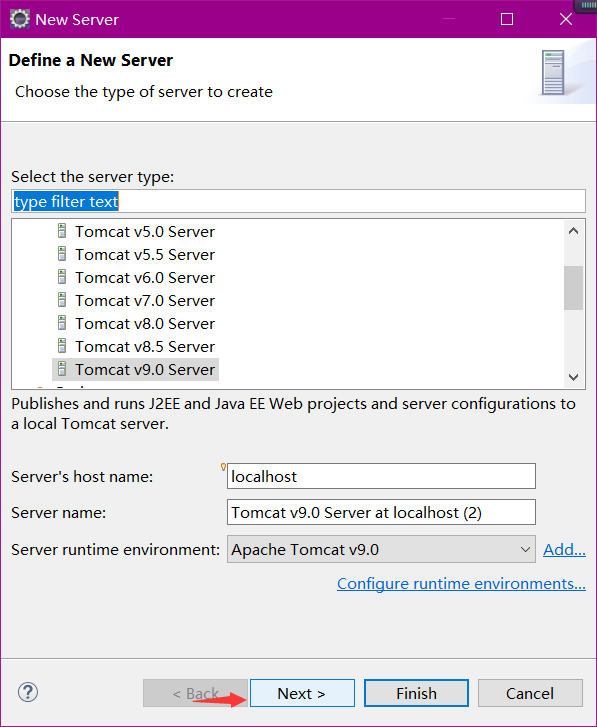 New Server
Define a New Server
Choose the type of server to create
Select the server type:
type filter text
Tomcat v5.0 Server
Tomcat v5.5 Server
Tomcat v6.0 Server
Tomcat v7.0 Server
Tomcat v8.0 Server
Tomcat v8.5 Server
Tomcat v9.0 Server
Publishes and runs J2EE and Java EE Web projects and server configurations to
a local Tomcat server.
Server's host name: localhost
Server name: Tomcat v9.0 Server at localhost (2)
Server runtime environment: Apache Tomcat v9.0 Add...
Configure runtime environments...
? < Back Next > Finish Cancel